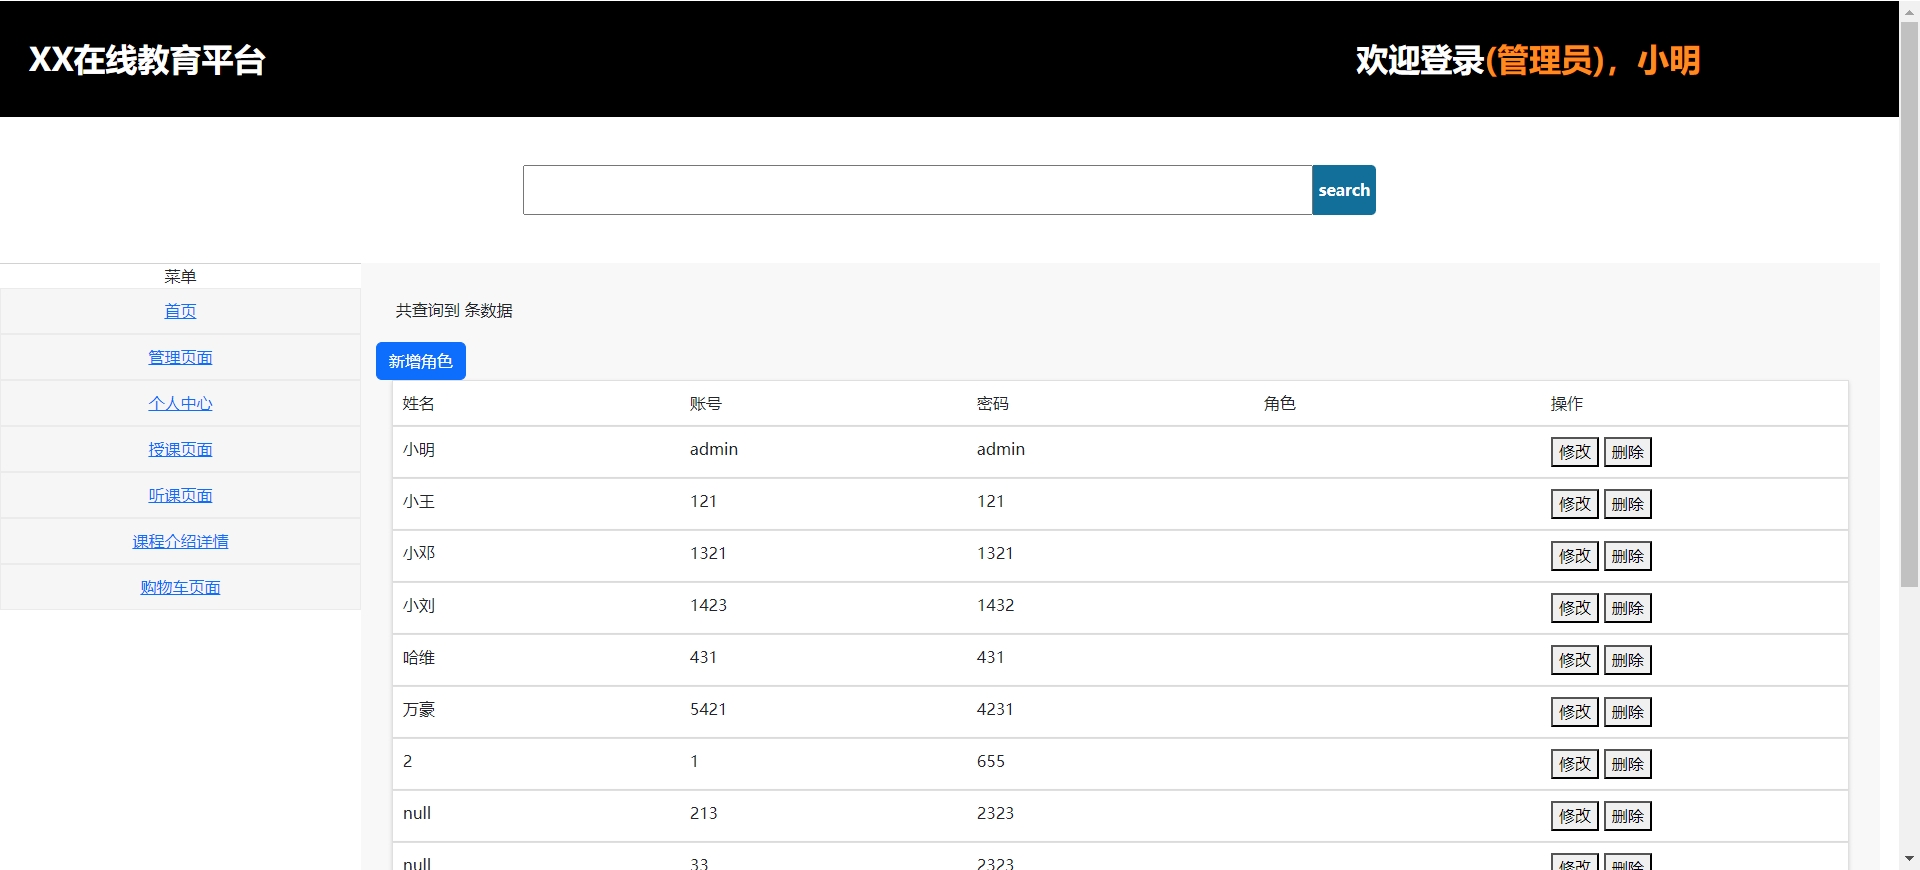 XX在线教育平台
欢迎登录(管理员)，小明
search
菜单
首页
管理页面
个人中心
授课页面
听课页面
课程介绍详情
购物车页面
共查询到 条数据
新增角色
姓名 账号 密码 角色 操作
小明 admin admin 修改 删除
小王 121 121 修改 删除
小邓 1321 1321 修改 删除
小刘 1423 1432 修改 删除
哈维 431 431 修改 删除
万豪 5421 4231 修改 删除
2 1 655 修改 删除
null 213 2323 修改 删除
null 33 2323 修改 删除